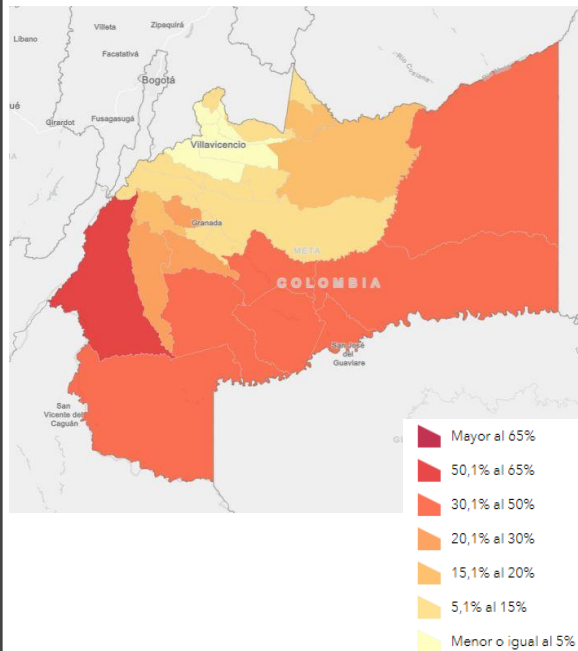 Villeta
Zipaquirá
Líbano
Facatativá
Bogotá
ué
Girardot
Fusagasugá
Villavicencio
Granada
META
COLOMBIA
San José
del
Guaviare
San
Vicente del
Caguán
Mayor al 65%
50,1% al 65%
30,1% al 50%
20,1% al 30%
15,1% al 20%
5,1% al 15%
Menor o igual al 5%